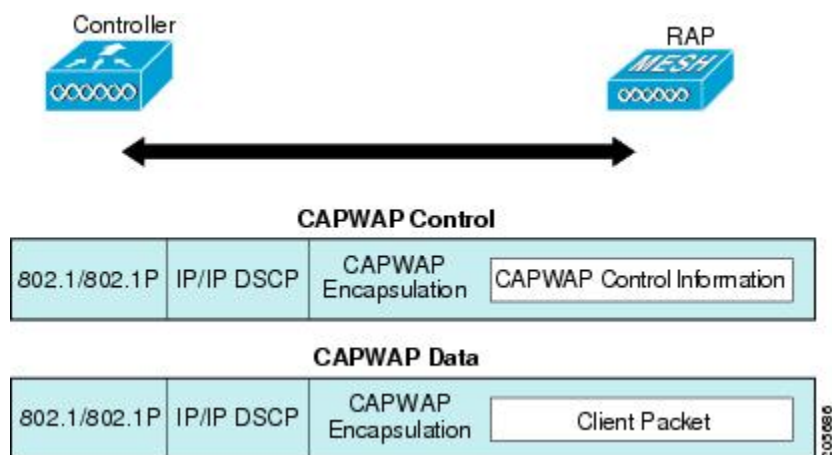 Controller
RAP
MESH
CAPWAP Control
802.1/802.1P IP/IP DSCP CAPWAP Encapsulation CAPWAP Control Information
CAPWAP Data
802.1/802.1P IP/IP DSCP CAPWAP Encapsulation Client Packet
205686